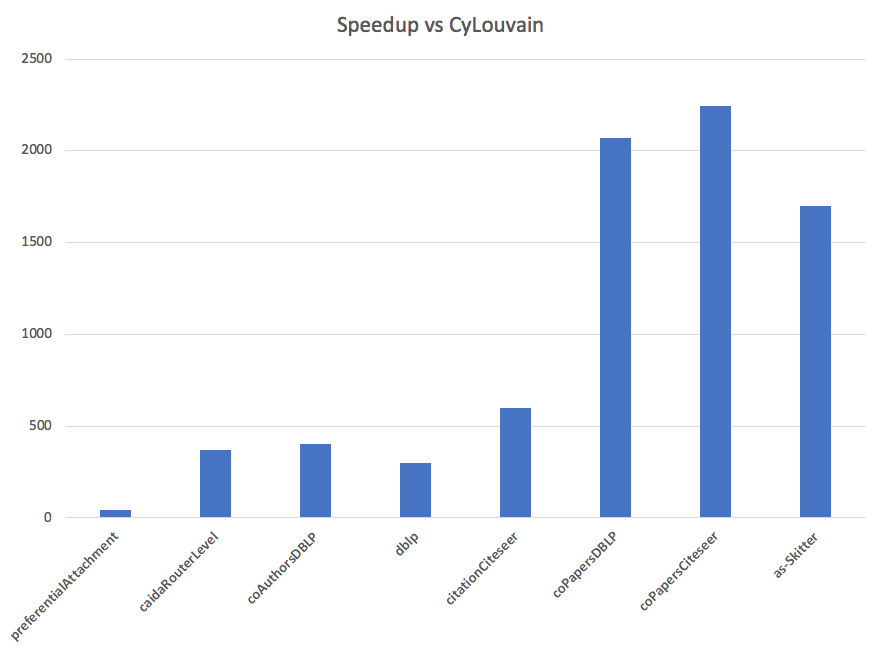 Speedup vs CyLouvain
2500
2000
1500
1000
500
0
preferentialAttachment
caidaRouterLevel
coAuthorsDBLP
dblp
citationCiteseer
coPapersDBLP
coPapersCiteseer
as-Skitter